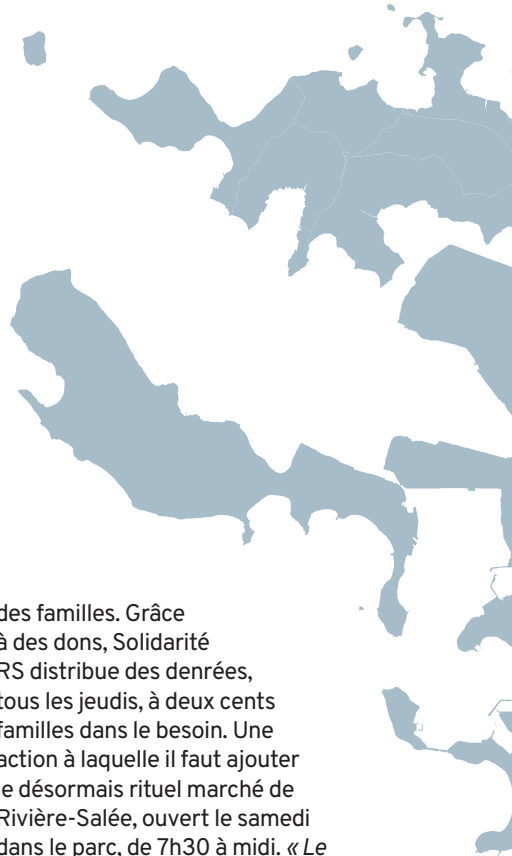 des familles. Grâce
à des dons, Solidarité
RS distribue des denrées,
tous les jeudis, à deux cents
familles dans le besoin. Une
action à laquelle il faut ajouter
le désormais rituel marché de
Rivière-Salée, ouvert le samedi
dans le parc, de 7h30 à midi. « Le